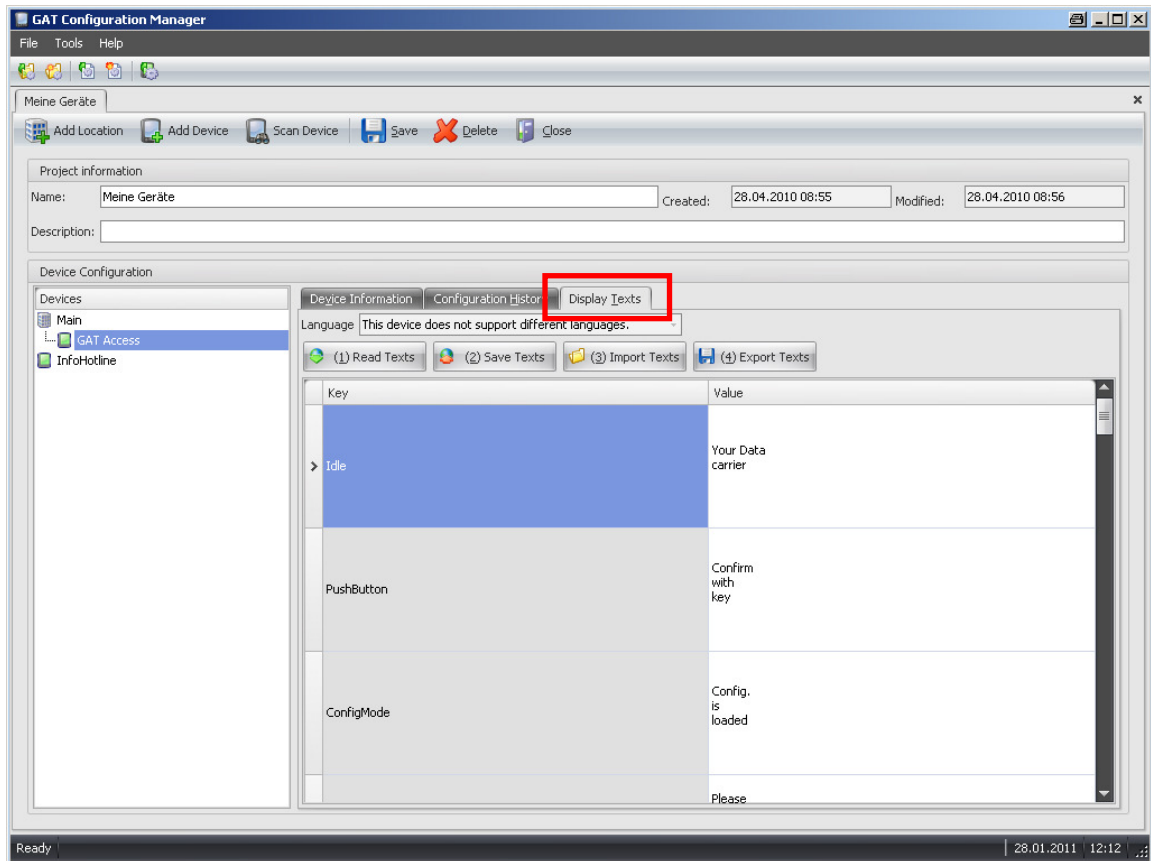 GAT Configuration Manager
File Tools Help
Meine Geräte
Add Location Add Device Scan Device Save Delete Close
Project information
Name: Meine Geräte Created: 28.04.2010 08:55 Modified: 28.04.2010 08:56
Description:
Device Configuration
Devices
Main
GAT Access
InfoHotline
Device Information Configuration History Display Texts
Language This device does not support different languages.
(1) Read Texts (2) Save Texts (3) Import Texts (4) Export Texts
Key Value
Idle
Your Data
carrier
PushButton
Confirm
with
key
ConfigMode
Config.
is
loaded
Please
Ready 28.01.2011 12:12